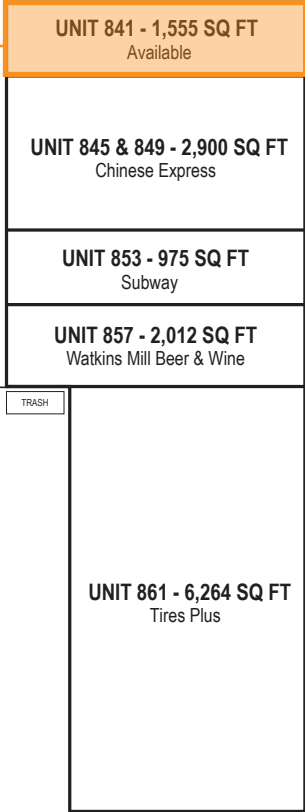 UNIT 841 - 1,555 SQ FT
Available
UNIT 845 & 849 - 2,900 SQ FT
Chinese Express
UNIT 853 - 975 SQ FT
Subway
UNIT 857 - 2,012 SQ FT
Watkins Mill Beer & Wine
TRASH
UNIT 861 - 6,264 SQ FT
Tires Plus